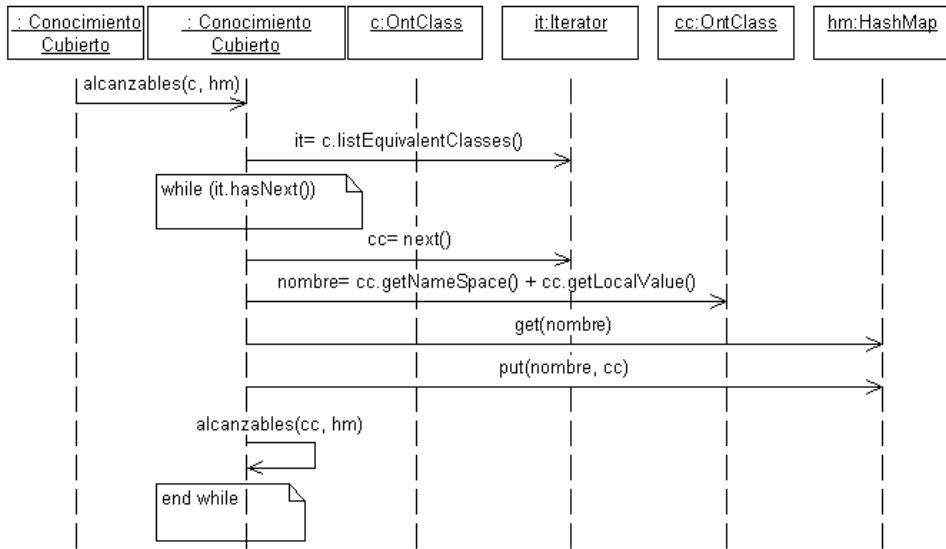 : Conocimiento
Cubierto
: Conocimiento
Cubierto
c:OntClass
it:Iterator
cc:OntClass
hm:HashMap
alcanzables(c, hm)
it= c.listEquivalentClasses()
while (it.hasNext())
cc= next()
nombre= cc.getNameSpace() + cc.getLocalValue()
get(nombre)
put(nombre, cc)
alcanzables(cc, hm)
end while